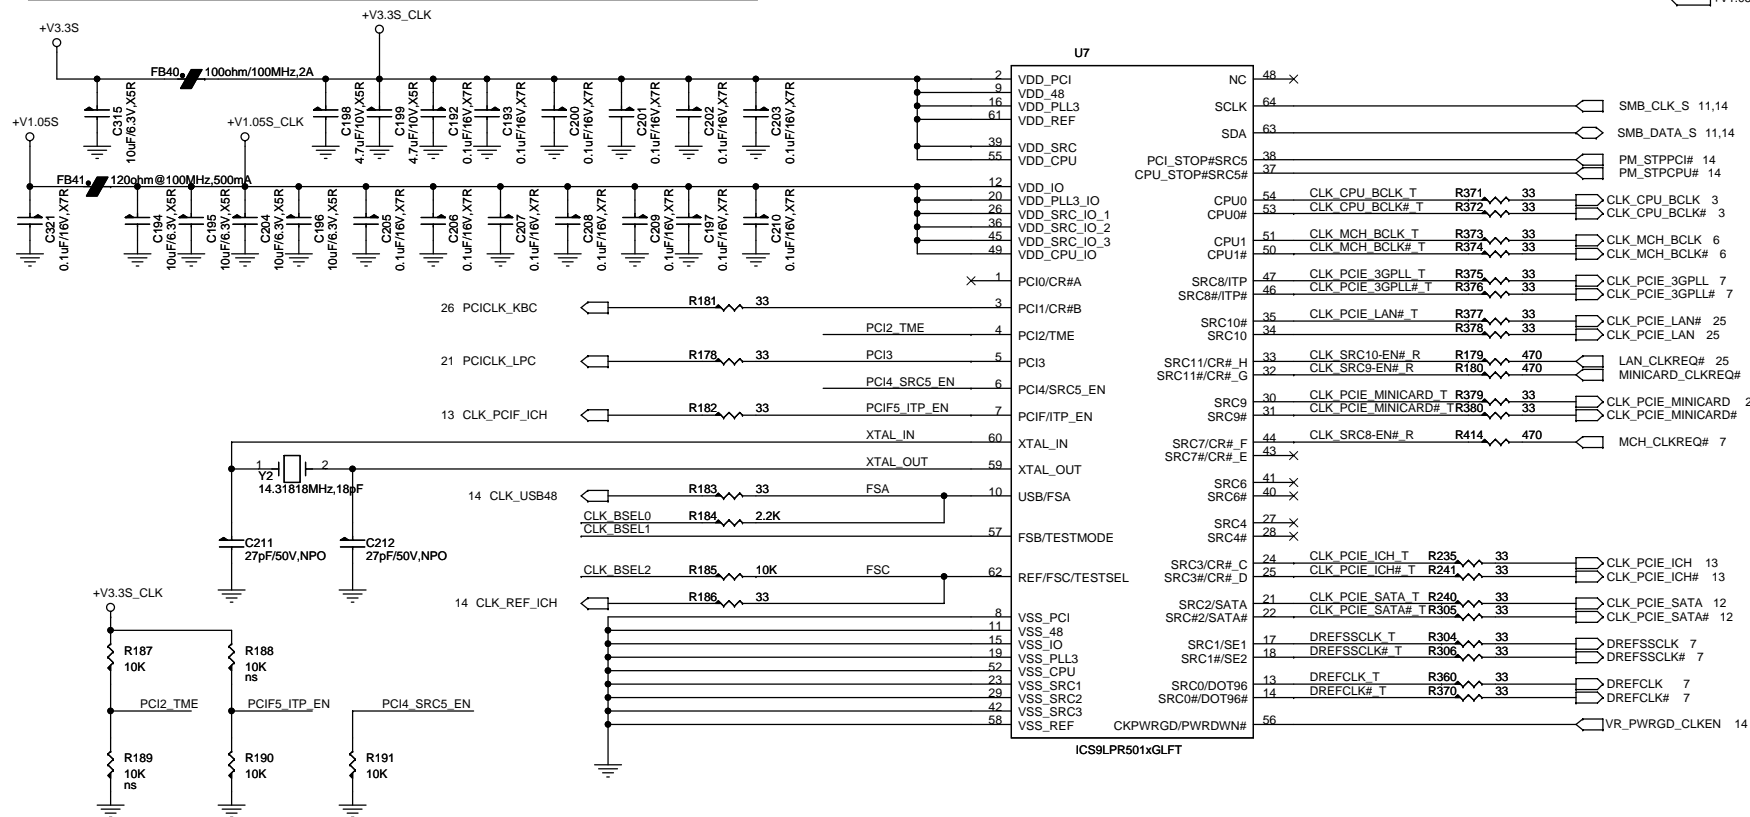 +V3.3S
+V3.3S_CLK
FB40
100ohm/100MHz,2A
C315
10uF/6.3V,X5R
C198
4.7uF/10V,X5R
C199
4.7uF/10V,X5R
C192
0.1uF/16V,X7R
C193
0.1uF/16V,X7R
C200
0.1uF/16V,X7R
C201
0.1uF/16V,X7R
C202
0.1uF/16V,X7R
C203
0.1uF/16V,X7R
+V1.05S
+V1.05S_CLK
FB41
120ohm@100MHz,500mA
C321
0.1uF/16V,X7R
C194
10uF/6.3V,X5R
C195
10uF/6.3V,X5R
C204
10uF/6.3V,X5R
C196
10uF/6.3V,X5R
C205
0.1uF/16V,X7R
C206
0.1uF/16V,X7R
C207
0.1uF/16V,X7R
C208
0.1uF/16V,X7R
C209
0.1uF/16V,X7R
C197
0.1uF/16V,X7R
C210
0.1uF/16V,X7R
26 PCICLK_KBC R181 33
PCI2_TME
21 PCICLK_LPC R178 33 PCI3
PCI4_SRC5_EN
13 CLK_PCIF_ICH R182 33 PCIF5_ITP_EN
XTAL_IN
1 2 XTAL_OUT
Y2
14.31818MHz,18pF
14 CLK_USB48 R183 33 FSA
CLK_BSEL0 R184 2.2K
CLK_BSEL1
C211
27pF/50V,NPO
C212
27pF/50V,NPO
CLK_BSEL2 R185 10K FSC
14 CLK_REF_ICH R186 33
+V3.3S_CLK
R187
10K
R188
10K
ns
PCI2_TME
PCIF5_ITP_EN
PCI4_SRC5_EN
R189
10K
ns
R190
10K
R191
10K
U7
2 VDD_PCI
9 VDD_48
16 VDD_PLL3
61 VDD_REF
39 VDD_SRC
55 VDD_CPU
12 VDD_IO
20 VDD_PLL3_IO
26 VDD_SRC_IO_1
36 VDD_SRC_IO_2
45 VDD_SRC_IO_3
49 VDD_CPU_IO
1 PCI0/CR#A
3 PCI1/CR#B
4 PCI2/TME
5 PCI3
6 PCI4/SRC5_EN
7 PCIF/ITP_EN
60 XTAL_IN
59 XTAL_OUT
10 USB/FSA
57 FSB/TESTMODE
62 REF/FSC/TESTSEL
8 VSS_PCI
11 VSS_48
15 VSS_IO
19 VSS_PLL3
52 VSS_CPU
23 VSS_SRC1
29 VSS_SRC2
42 VSS_SRC3
58 VSS_REF
NC 48
SCLK 64 SMB_CLK_S 11,14
SDA 63 SMB_DATA_S 11,14
PCI_STOP#SRC5 38 PM_STPPCI# 14
CPU_STOP#SRC5# 37 PM_STPCPU# 14
CPU0 54 CLK_CPU_BCLK_T R371 33 CLK_CPU_BCLK 3
CPU0# 53 CLK_CPU_BCLK#_T R372 33 CLK_CPU_BCLK# 3
CPU1 51 CLK_MCH_BCLK_T R373 33 CLK_MCH_BCLK 6
CPU1# 50 CLK_MCH_BCLK#_T R374 33 CLK_MCH_BCLK# 6
SRC8/ITP 47 CLK_PCIE_3GPLL_T R375 33 CLK_PCIE_3GPLL 7
SRC8#/ITP# 46 CLK_PCIE_3GPLL#_T R376 33 CLK_PCIE_3GPLL# 7
SRC10# 35 CLK_PCIE_LAN#_T R377 33 CLK_PCIE_LAN# 25
SRC10 34 R378 33 CLK_PCIE_LAN 25
SRC11/CR#_H 33 CLK_SRC10-EN#_R R179 470 LAN_CLKREQ# 25
SRC11#/CR#_G 32 CLK_SRC9-EN#_R R180 470 MINICARD_CLKREQ#
SRC9 30 CLK_PCIE_MINICARD_T R379 33 CLK_PCIE_MINICARD 2
SRC9# 31 CLK_PCIE_MINICARD#_T R380 33 CLK_PCIE_MINICARD#
SRC7/CR#_F 44 CLK_SRC8-EN#_R R414 470 MCH_CLKREQ# 7
SRC7#/CR#_E 43
SRC6 41
SRC6# 40
SRC4 27
SRC4# 28
SRC3/CR#_C 24 CLK_PCIE_ICH_T R235 33 CLK_PCIE_ICH 13
SRC3#/CR#_D 25 CLK_PCIE_ICH#_T R241 33 CLK_PCIE_ICH# 13
SRC2/SATA 21 CLK_PCIE_SATA_T R240 33 CLK_PCIE_SATA 12
SRC#2/SATA# 22 CLK_PCIE_SATA#_T R305 33 CLK_PCIE_SATA# 12
SRC1/SE1 17 DREFSSCLK_T R304 33 DREFSSCLK 7
SRC1#/SE2 18 DREFSSCLK#_T R306 33 DREFSSCLK# 7
SRC0/DOT96 13 DREFCLK_T R360 33 DREFCLK 7
SRC0#/DOT96# 14 DREFCLK#_T R370 33 DREFCLK# 7
CKPWRGD/PWRDWN# 56 VR_PWRGD_CLKEN 14
ICS9LPR501xGLFT